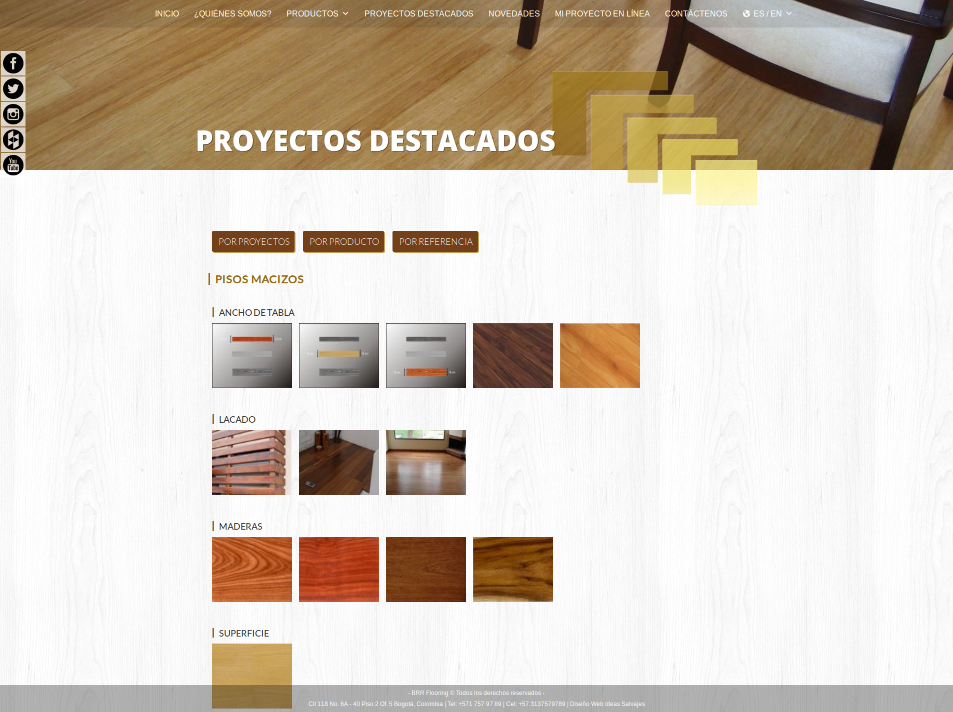 INICIO ¿QUIÉNES SOMOS? PRODUCTOS PROYECTOS DESTACADOS NOVEDADES MI PROYECTO EN LÍNEA CONTÁCTENOS ES / EN
You
Tube
PROYECTOS DESTACADOS
POR PROYECTOS POR PRODUCTO POR REFERENCIA
PISOS MACIZOS
ANCHO DE TABLA
LACADO
MADERAS
SUPERFICIE
- BRR Flooring © Todos los derechos reservados -
Cll 118 No. 6A - 40 Piso 2 Of. 5 Bogotá, Colombia | Tel: +571 757 97 89 | Cel: +57 3137579789 | Diseño Web Ideas Salvajes